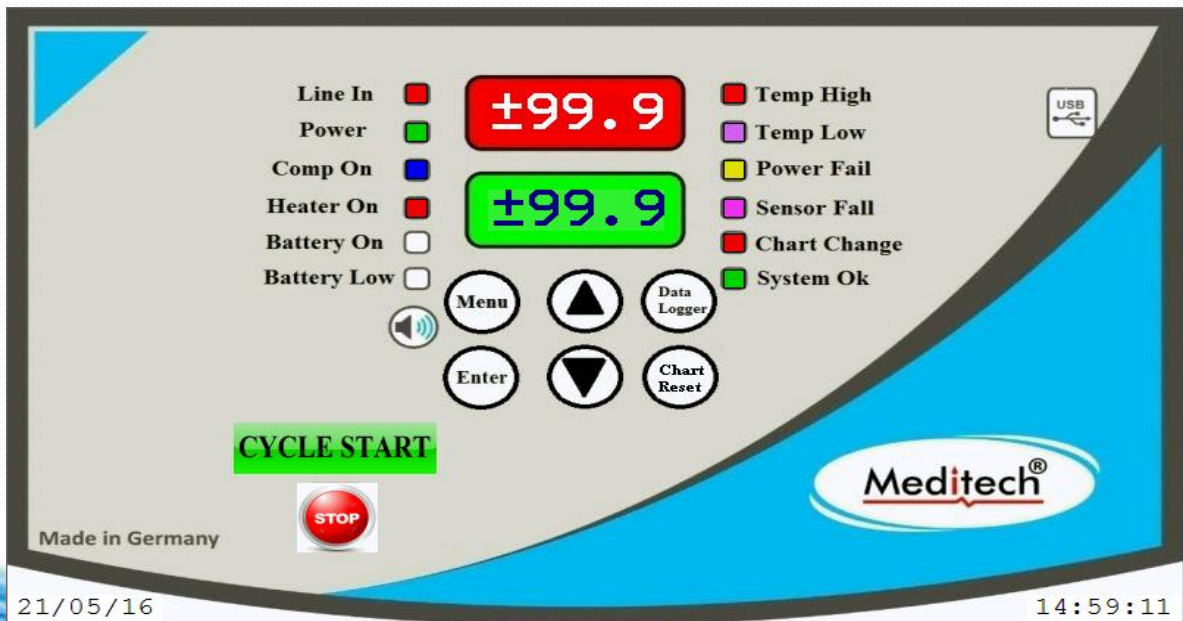 Line In
Power
Comp On
Heater On
Battery On
Battery Low
±99.9
±99.9
Temp High
Temp Low
Power Fail
Sensor Fall
Chart Change
System Ok
USB
Menu
Data
Logger
Enter
Chart
Reset
CYCLE START
STOP
Meditech®
Made in Germany
21/05/16
14:59:11